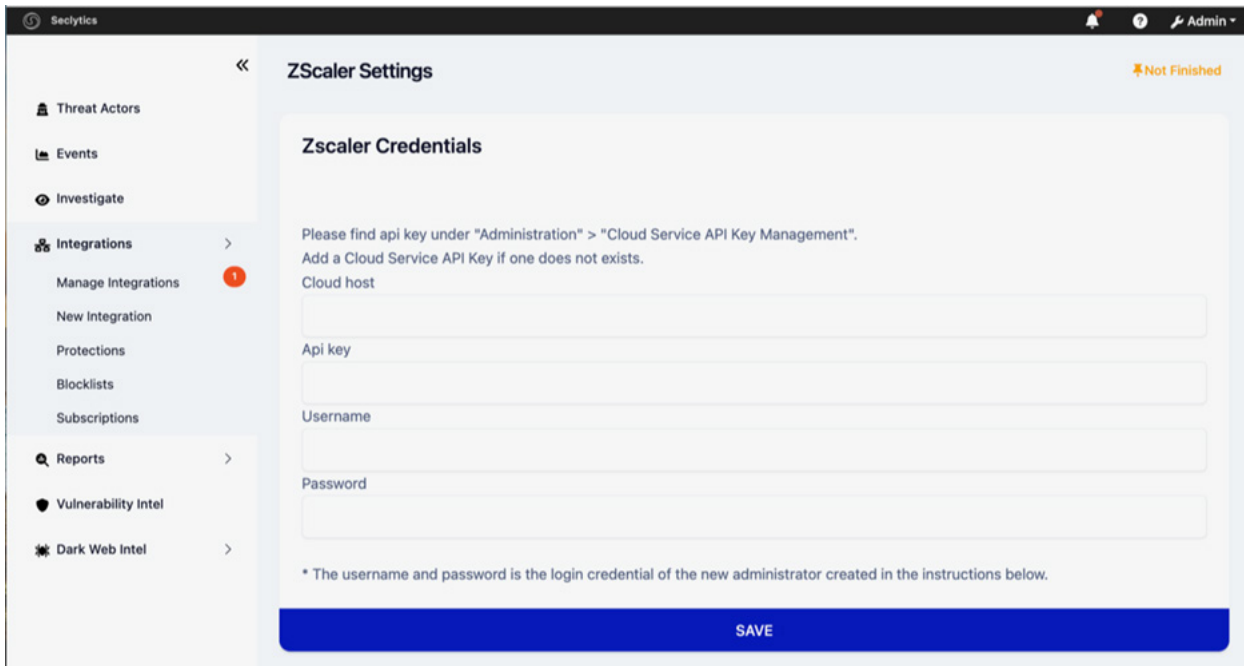 Seclytics
Admin
ZScaler Settings
Not Finished
Threat Actors
Events
Investigate
Integrations
Manage Integrations
1
New Integration
Protections
Blocklists
Subscriptions
Reports
Vulnerability Intel
Dark Web Intel
Zscaler Credentials
Please find api key under "Administration" > "Cloud Service API Key Management".
Add a Cloud Service API Key if one does not exists.
Cloud host
Api key
Username
Password
* The username and password is the login credential of the new administrator created in the instructions below.
SAVE